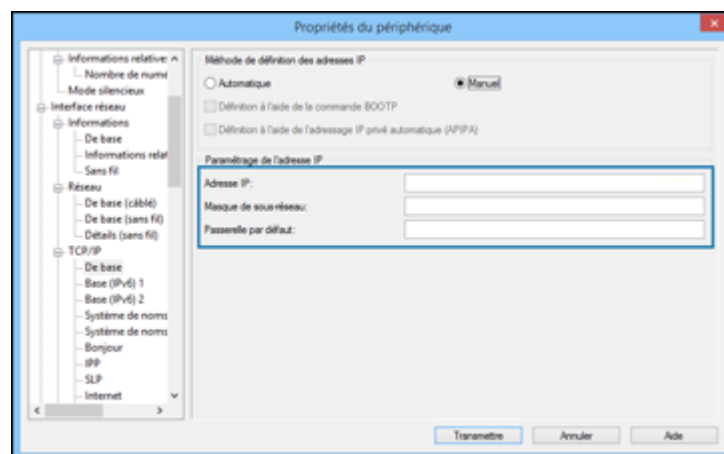 Propriétés du périphérique
Informations relative
Nombre de numé
Mode silencieux
Interface réseau
Informations
De base
Informations relat
Sans fil
Réseau
De base (câblé)
De base (sans fil)
Détails (sans fil)
TCP/IP
De base
Base (IPv6) 1
Base (IPv6) 2
Système de noms
Système de noms
Bonjour
IPP
SLP
Internet
Méthode de définition des adresses IP
Automatique
Manuel
Définition à l'aide de la commande BOOTP
Définition à l'aide de l'adressage IP privé automatique (APIPA)
Paramétrage de l'adresse IP
Adresse IP:
Masque de sous-réseau:
Passerelle par défaut:
Transmettre
Annuler
Aide